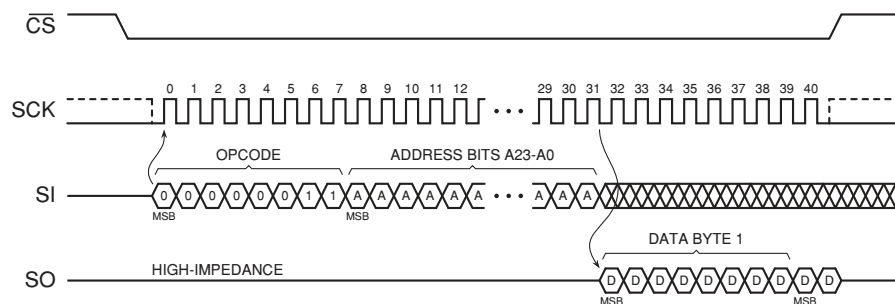 CS
0 1 2 3 4 5 6 7 8 9 10 11 12 29 30 31 32 33 34 35 36 37 38 39 40
SCK
OPCODE ADDRESS BITS A23-A0
SI 0 0 0 0 0 0 1 1 A A A A A A A A A
MSB MSB
DATA BYTE 1
SO HIGH-IMPEDANCE D D D D D D D D D D
MSB MSB